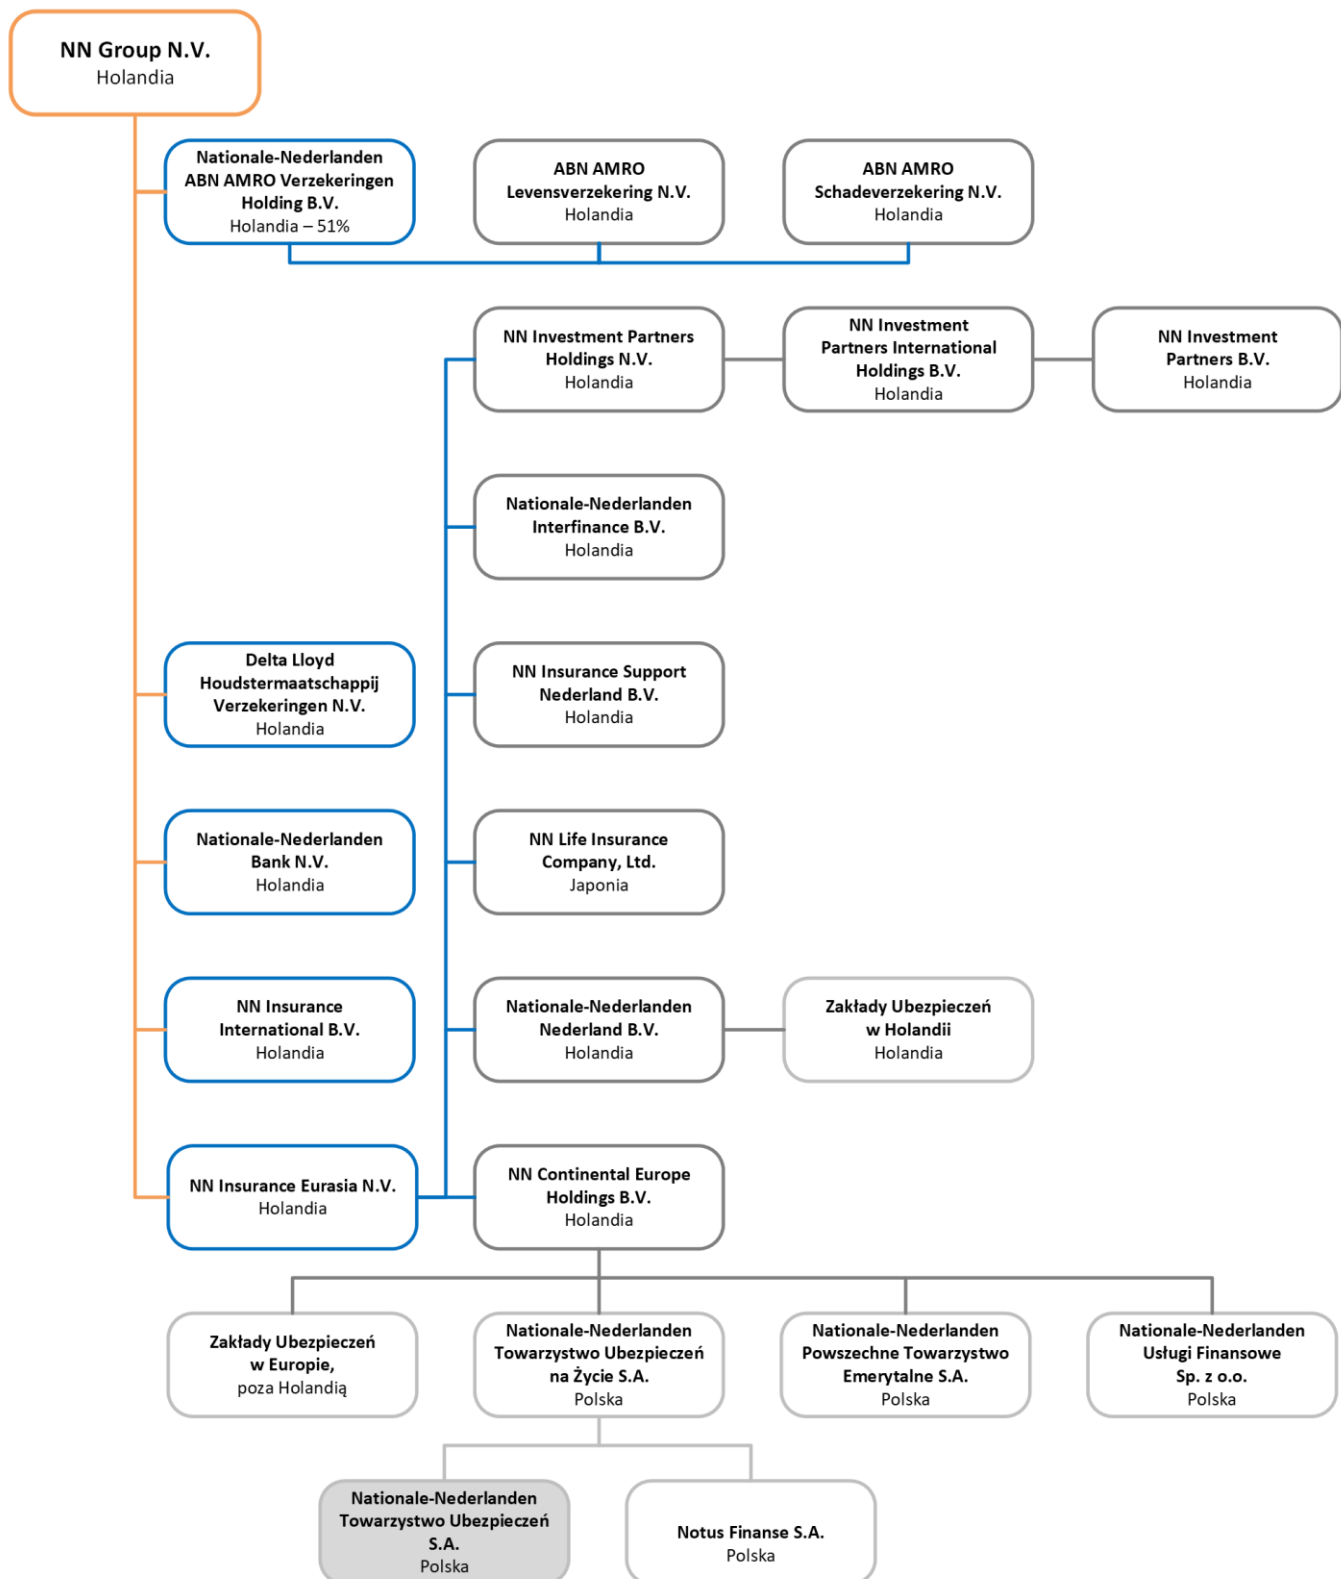 NN Group N.V.
Holandia
Nationale-Nederlanden
ABN AMRO Verzekeringen
Holding B.V.
Holandia – 51%
ABN AMRO
Levensverzekering N.V.
Holandia
ABN AMRO
Schadeverzekering N.V.
Holandia
NN Investment Partners
Holdings N.V.
Holandia
NN Investment
Partners International
Holdings B.V.
Holandia
NN Investment
Partners B.V.
Holandia
Nationale-Nederlanden
Interfinance B.V.
Holandia
Delta Lloyd
Houdstermaatschappij
Verzekeringen N.V.
Holandia
NN Insurance Support
Nederland B.V.
Holandia
Nationale-Nederlanden
Bank N.V.
Holandia
NN Life Insurance
Company, Ltd.
Japonia
NN Insurance
International B.V.
Holandia
Nationale-Nederlanden
Nederland B.V.
Holandia
Zakłady Ubezpieczeń
w Holandii
Holandia
NN Insurance Eurasia N.V.
Holandia
NN Continental Europe
Holdings B.V.
Holandia
Zakłady Ubezpieczeń
w Europie,
poza Holandią
Nationale-Nederlanden
Towarzystwo Ubezpieczeń
na Życie S.A.
Polska
Nationale-Nederlanden
Powszechne Towarzystwo
Emerytalne S.A.
Polska
Nationale-Nederlanden
Usługi Finansowe
Sp. z o.o.
Polska
Nationale-Nederlanden
Towarzystwo Ubezpieczeń
S.A.
Polska
Notus Finanse S.A.
Polska